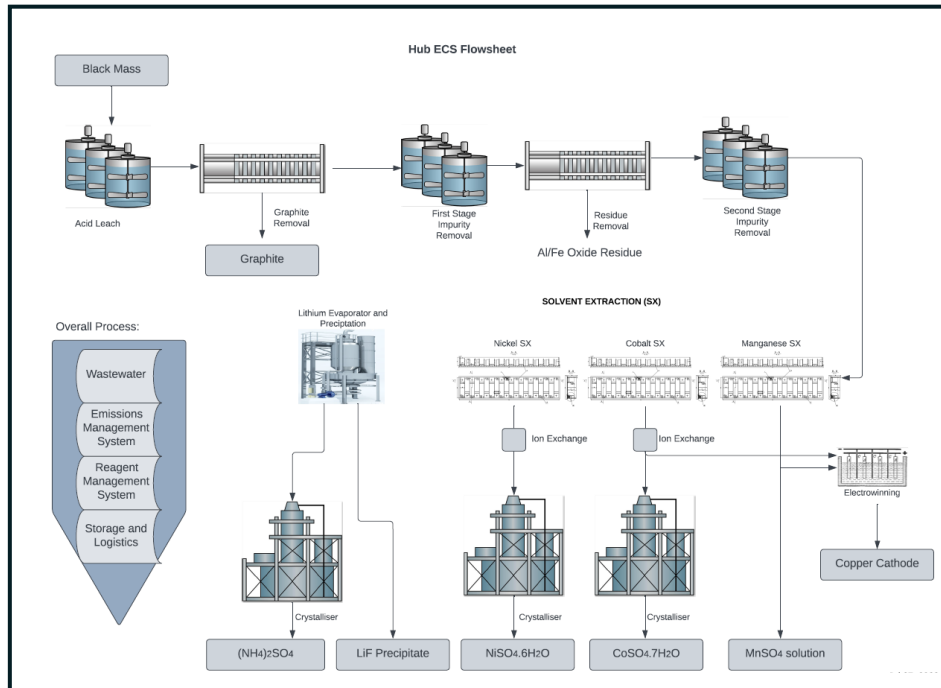 Hub ECS Flowsheet
Black Mass
Acid Leach
Graphite
Removal
Graphite
First Stage
Impurity
Removal
Residue
Removal
Al/Fe Oxide Residue
Second Stage
Impurity
Removal
Overall Process:
Wastewater
Emissions
Management
System
Reagent
Management
System
Storage and
Logistics
Lithium Evaporator and
Preciptation
SOLVENT EXTRACTION (SX)
Nickel SX
Cobalt SX
Manganese SX
Ion Exchange
Ion Exchange
Electrowinning
Copper Cathode
Crystalliser
Crystalliser
Crystalliser
(NH4)2SO4
LiF Precipitate
NiSO4.6H2O
CoSO4.7H2O
MnSO4 solution